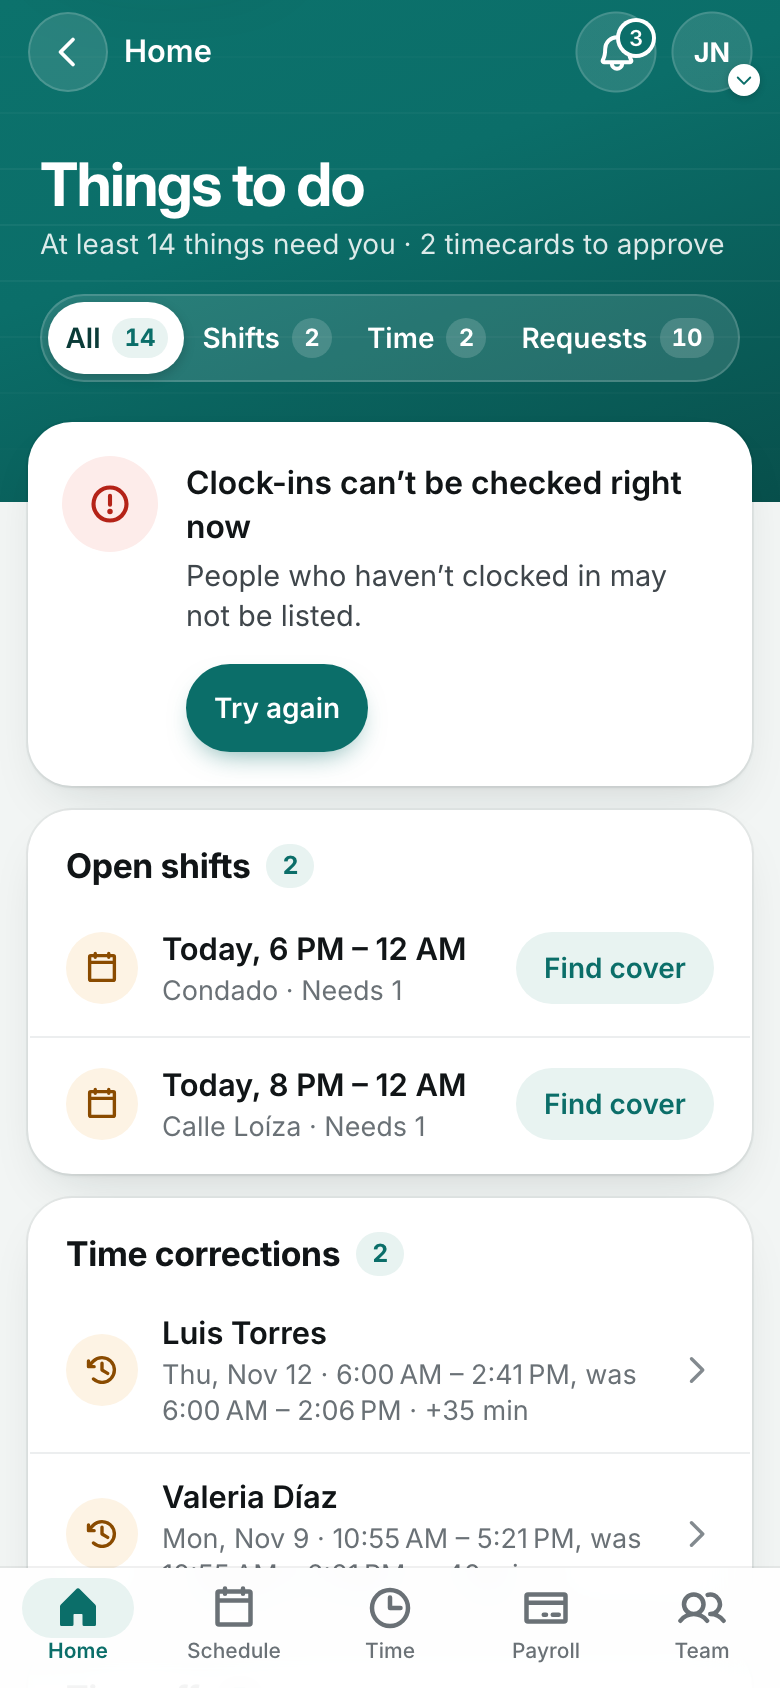 Home
3
JN
Things to do
At least 14 things need you · 2 timecards to approve
All 14
Shifts 2
Time 2
Requests 10
Clock-ins can’t be checked right
now
People who haven’t clocked in may
not be listed.
Try again
Open shifts 2
Today, 6 PM – 12 AM
Condado · Needs 1
Find cover
Today, 8 PM – 12 AM
Calle Loíza · Needs 1
Find cover
Time corrections 2
Luis Torres
Thu, Nov 12 · 6:00 AM – 2:41 PM, was
6:00 AM – 2:06 PM · +35 min
Valeria Díaz
Mon, Nov 9 · 10:55 AM – 5:21 PM, was
Home
Schedule
Time
Payroll
Team